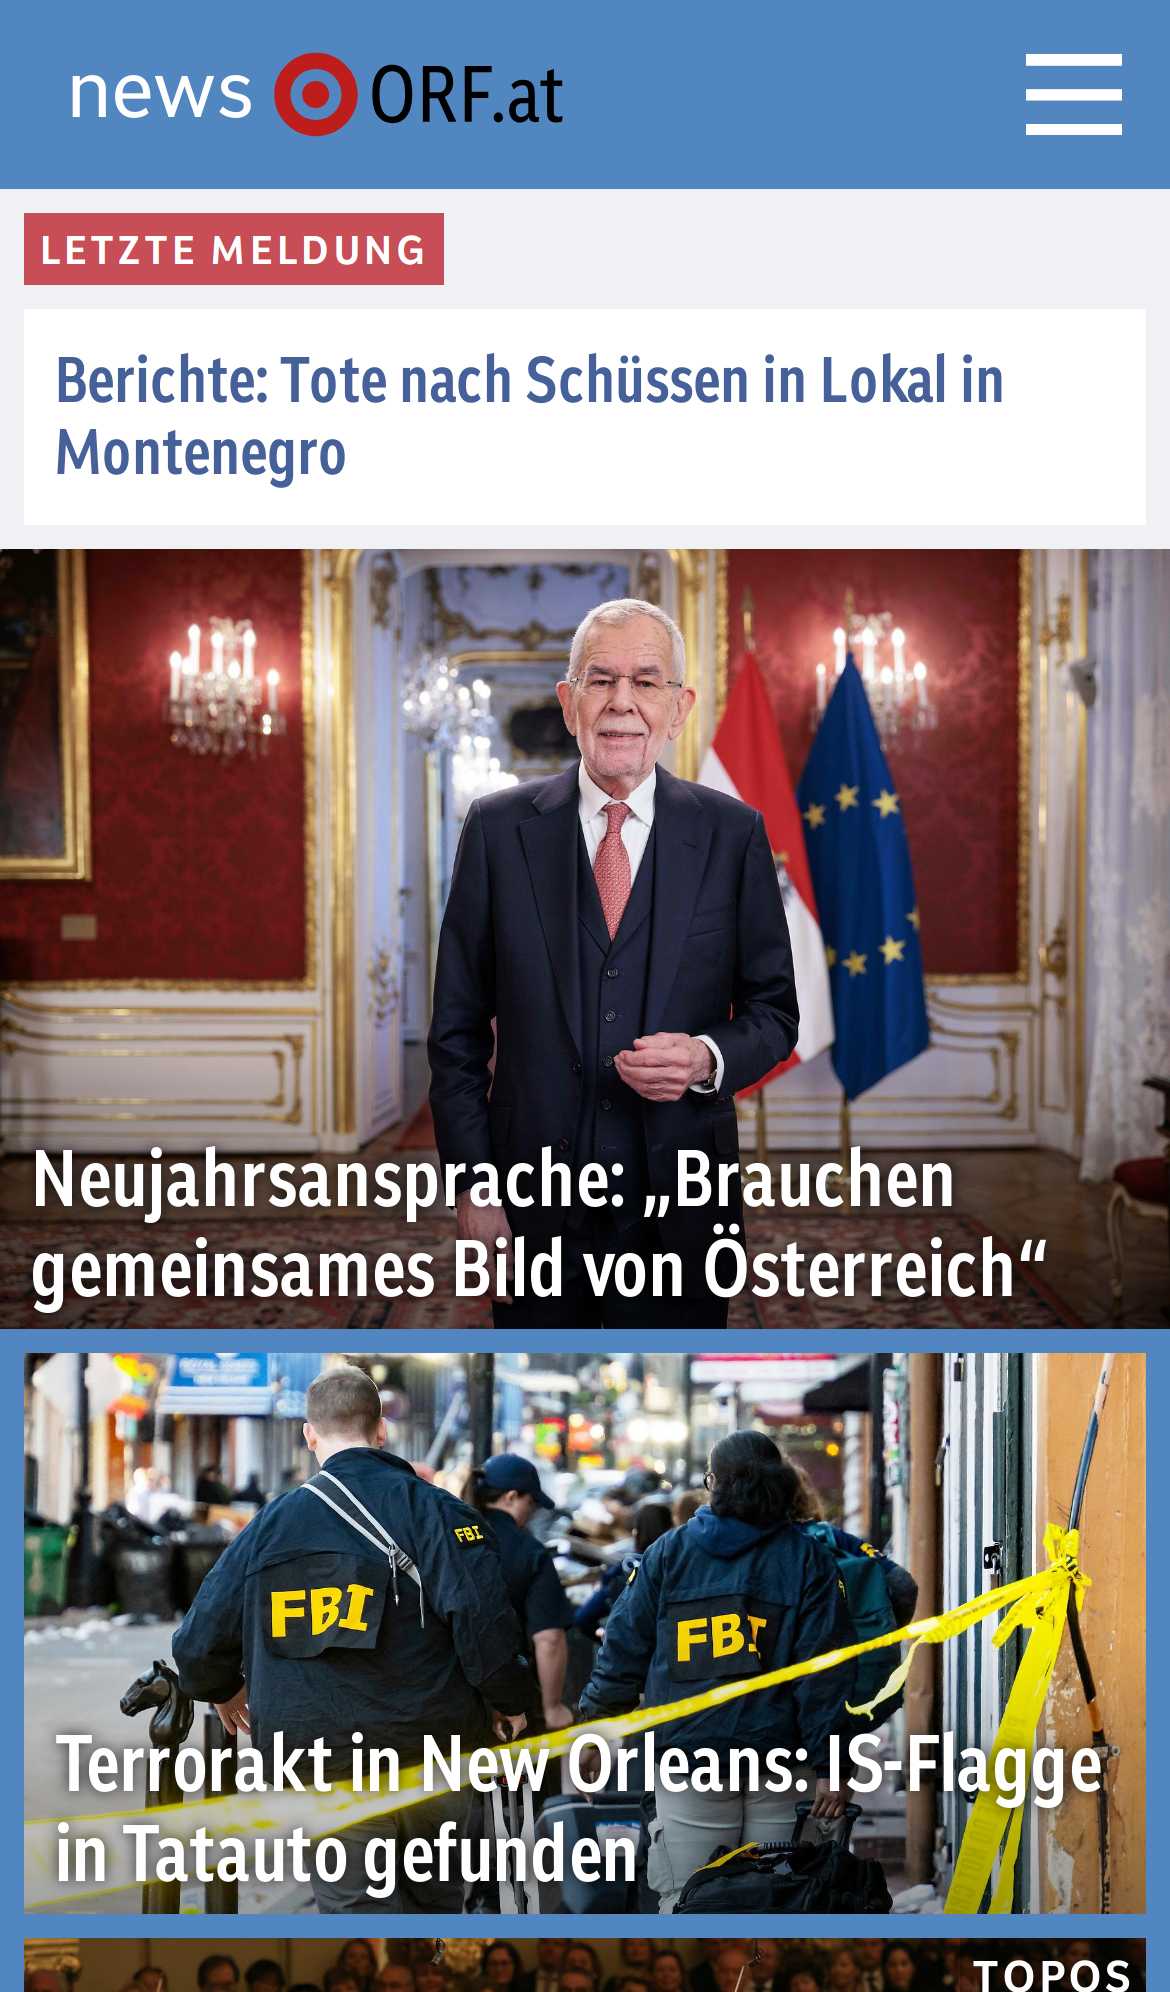 news ORF.at
LETZTE MELDUNG
Berichte: Tote nach Schüssen in Lokal in
Montenegro
Neujahrsansprache: „Brauchen
gemeinsames Bild von Österreich“
FBI
FBI
FBI
Terrorakt in New Orleans: IS-Flagge
in Tatauto gefunden
TOPOS